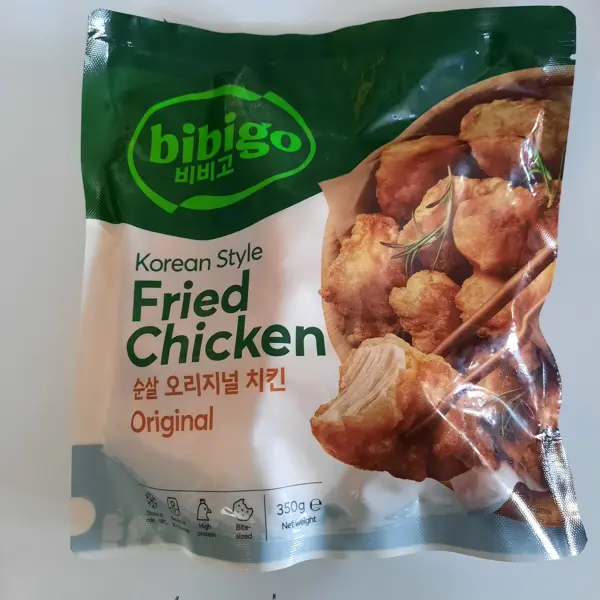 bibigo
비비고
Korean Style
Fried
Chicken
순살 오리지널 치킨
Original
High
protein
Bite-
sized
350g ℮
Net weight